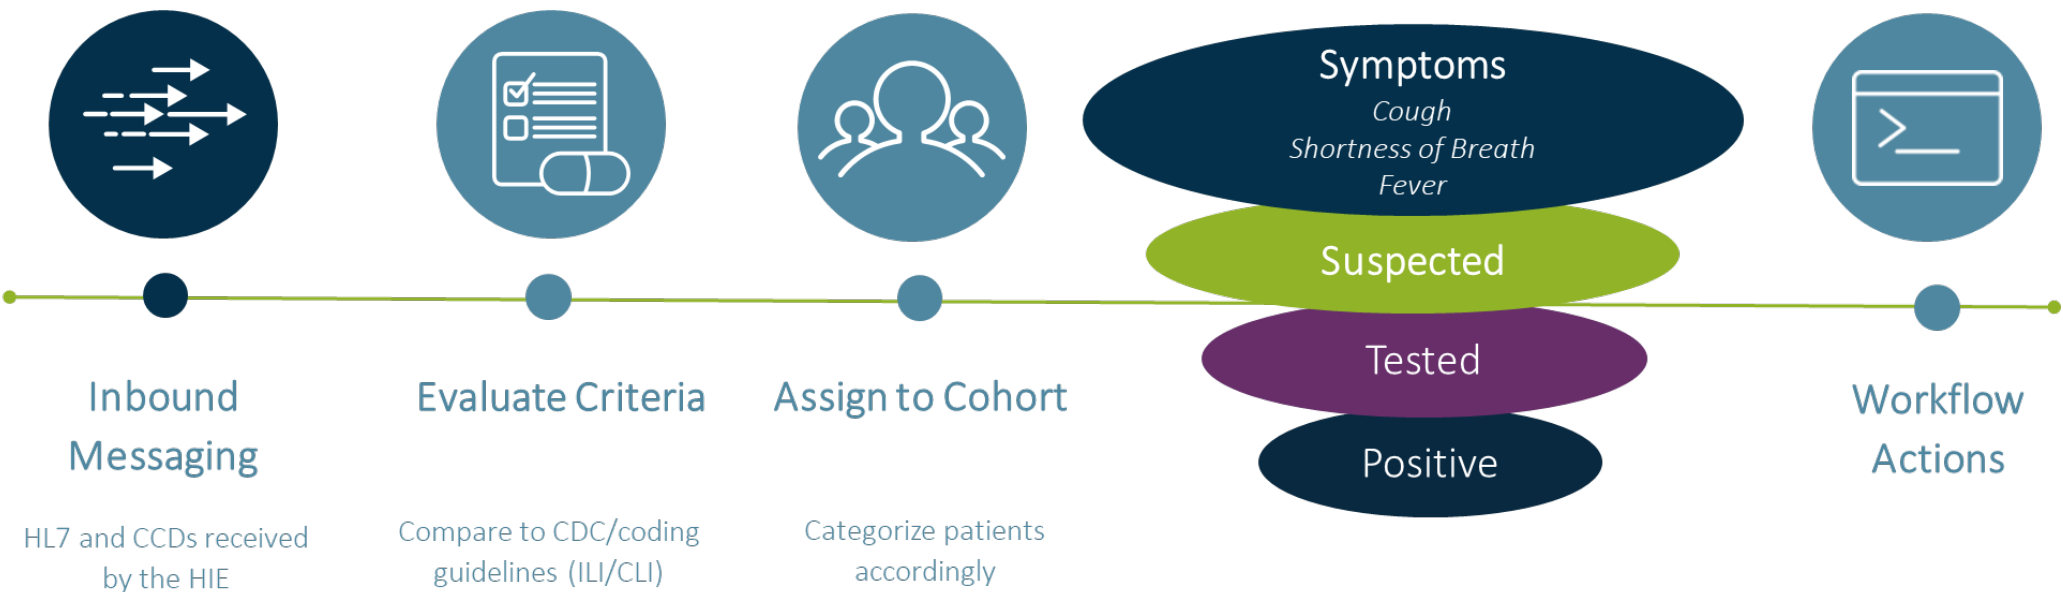 Inbound
Messaging
HL7 and CCDs received
by the HIE
Evaluate Criteria
Compare to CDC/coding
guidelines (ILI/CLI)
Assign to Cohort
Categorize patients
accordingly
Symptoms
Cough
Shortness of Breath
Fever
Suspected
Tested
Positive
Workflow
Actions